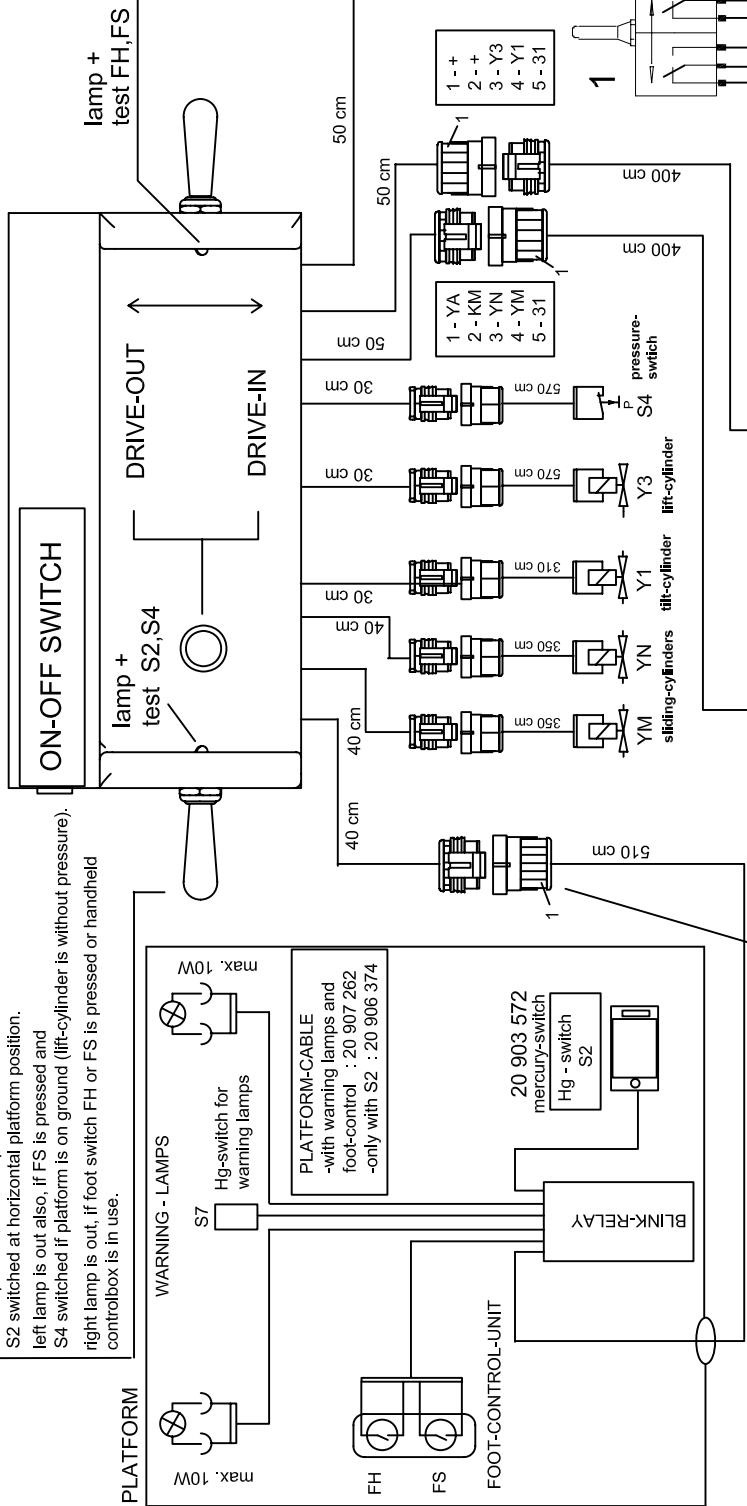 S2 switched at horizontal platform position.
left lamp is out also, if FS is pressed and
S4 switched if platform is on ground (lift-cylinder is without pressure).
right lamp is out, if foot switch FH or FS is pressed or handheld
controlbox is in use.
ON-OFF SWITCH
lamp +
test S2,S4
DRIVE-OUT
DRIVE-IN
lamp +
test FH,FS
PLATFORM
WARNING - LAMPS
max. 10W
max. 10W
S7
Hg-switch for
warning lamps
PLATFORM-CABLE
-with warning lamps and
foot-control : 20 907 262
-only with S2 : 20 906 374
FH
FS
FOOT-CONTROL-UNIT
BLINK-RELAY
20 903 572
mercury-switch
Hg - switch
S2
40 cm
40 cm
40 cm
30 cm
30 cm
30 cm
50 cm
50 cm
50 cm
1
510 cm
350 cm
350 cm
310 cm
570 cm
570 cm
YM
YN
sliding-cylinders
Y1
tilt-cylinder
Y3
lift-cylinder
P
S4
pressure-
swtich
1 - YA
2 - KM
3 - YN
4 - YM
5 - 31
1
400 cm
1 - +
2 - +
3 - Y3
4 - Y1
5 - 31
1
400 cm
1